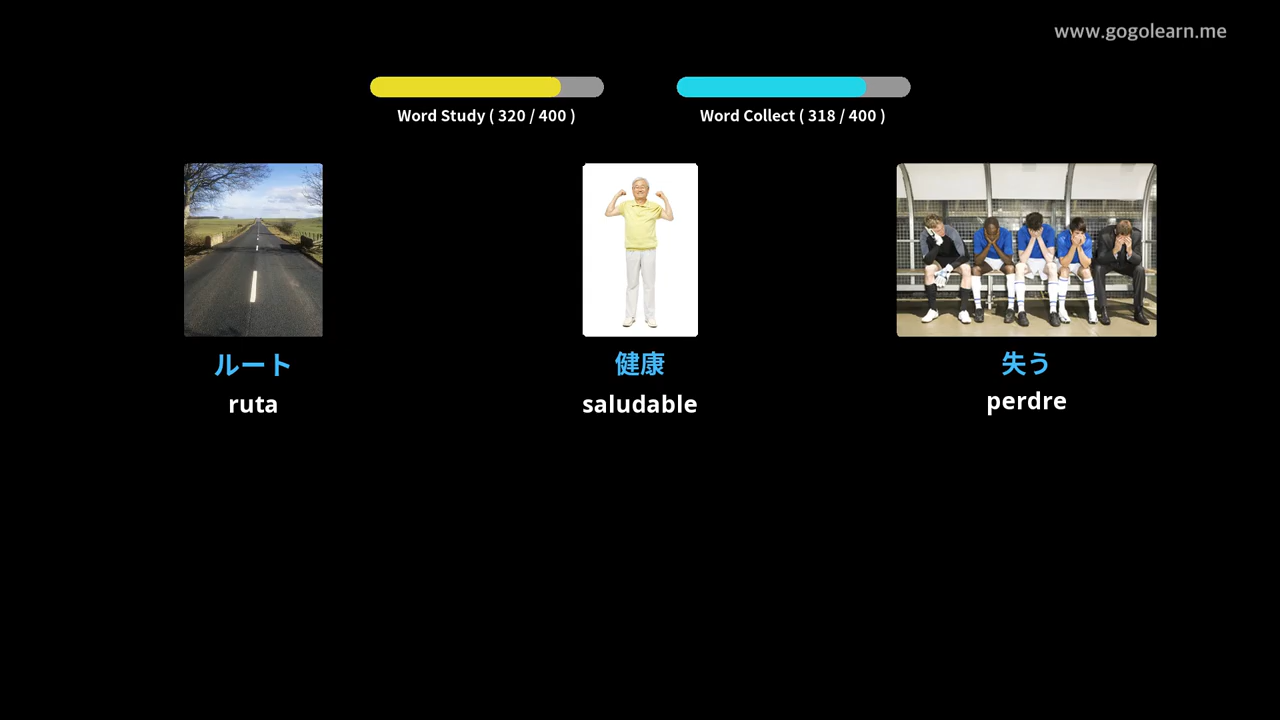 www.gogolearn.me
Word Study ( 320 / 400 )
Word Collect ( 318 / 400 )
ルート
ruta
健康
saludable
失う
perdre